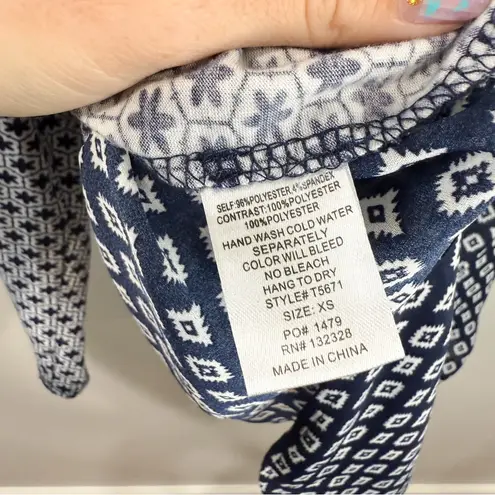 SELF:96%POLYESTER,4%SPANDEX
CONTRAST:100%POLYESTER
100%POLYESTER
HAND WASH COLD WATER
SEPARATELY
COLOR WILL BLEED
NO BLEACH
HANG TO DRY
STYLE# T5671
SIZE: XS
PO# 1479
RN# 132328
MADE IN CHINA